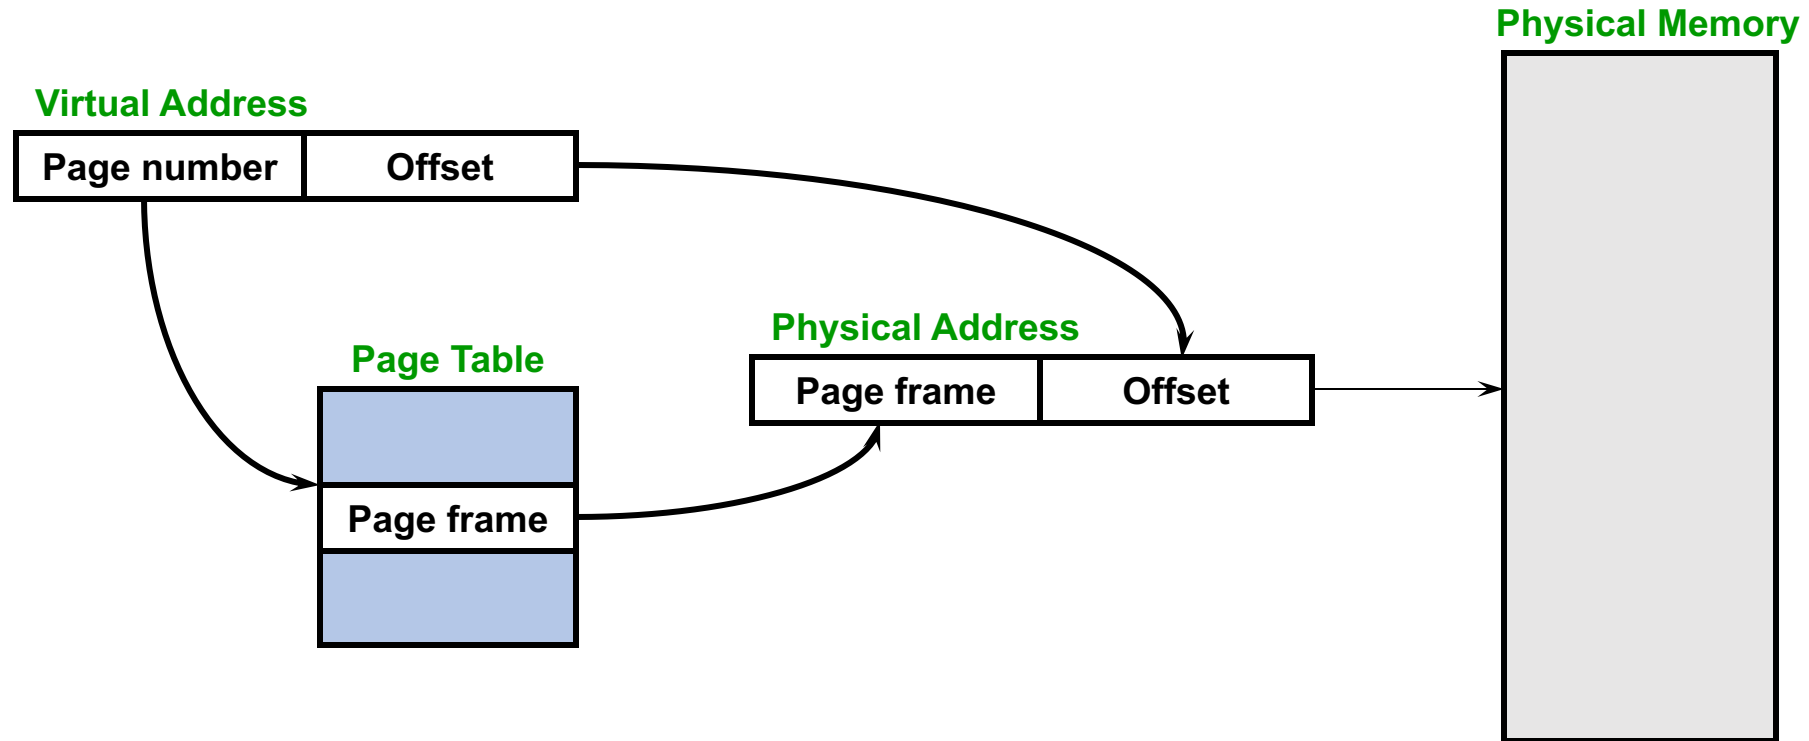 Physical Memory
Virtual Address
Page number
Offset
Physical Address
Page Table
Page frame
Offset
Page frame